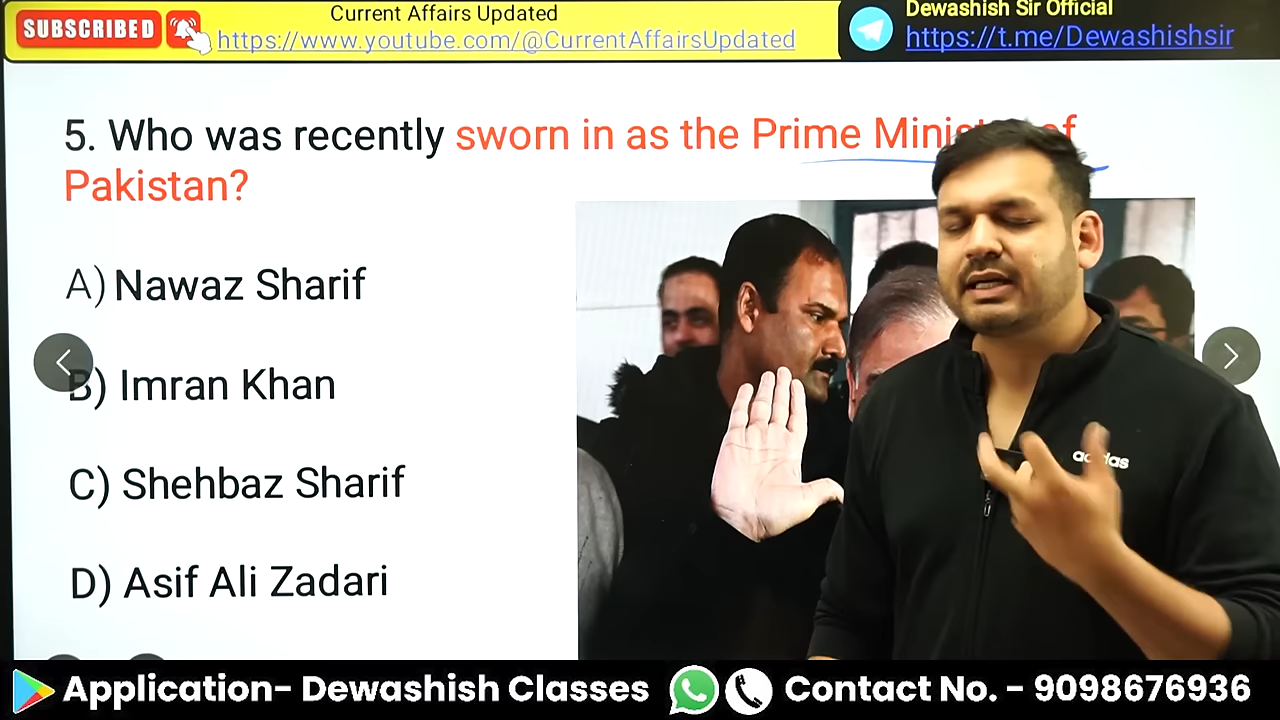 SUBSCRIBED
Current Affairs Updated
https://www.youtube.com/@CurrentAffairsUpdated
Dewashish Sir Official
https://t.me/Dewashishsir
5. Who was recently sworn in as the Prime of
Pakistan?
A) Nawaz Sharif
B) Imran Khan
C) Shehbaz Sharif
D) Asif Ali Zadari
Application- Dewashish Classes
Contact No. - 9098676936